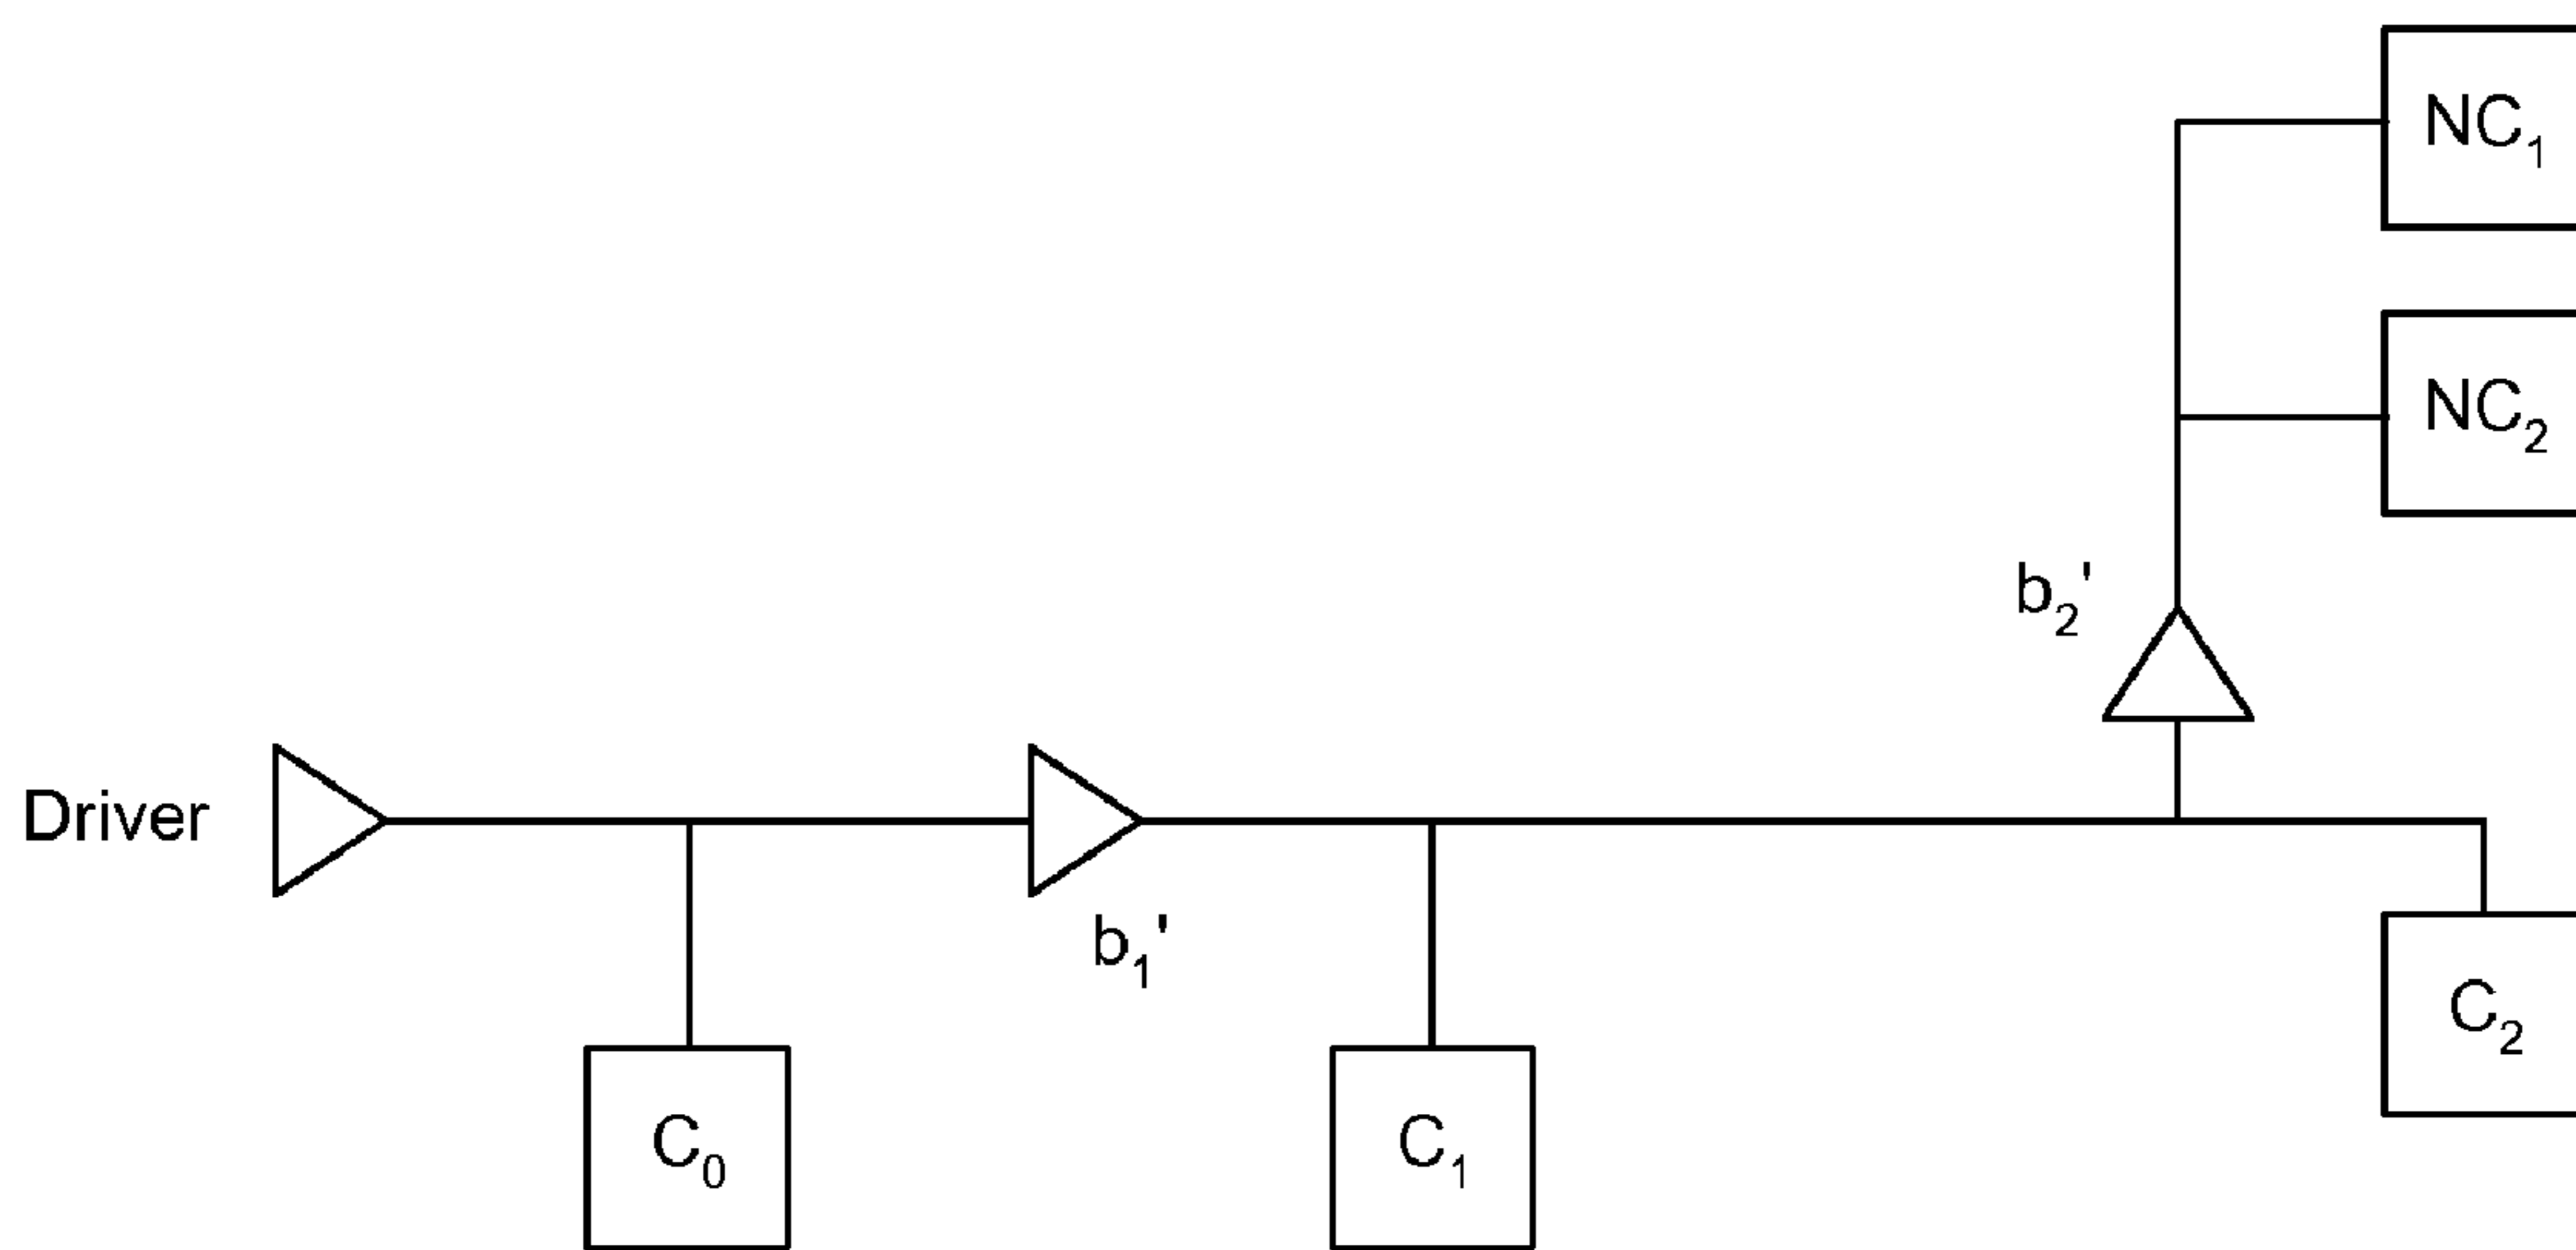 NC₁
NC₂
b₂'
Driver
b₁'
C₂
C₀
C₁